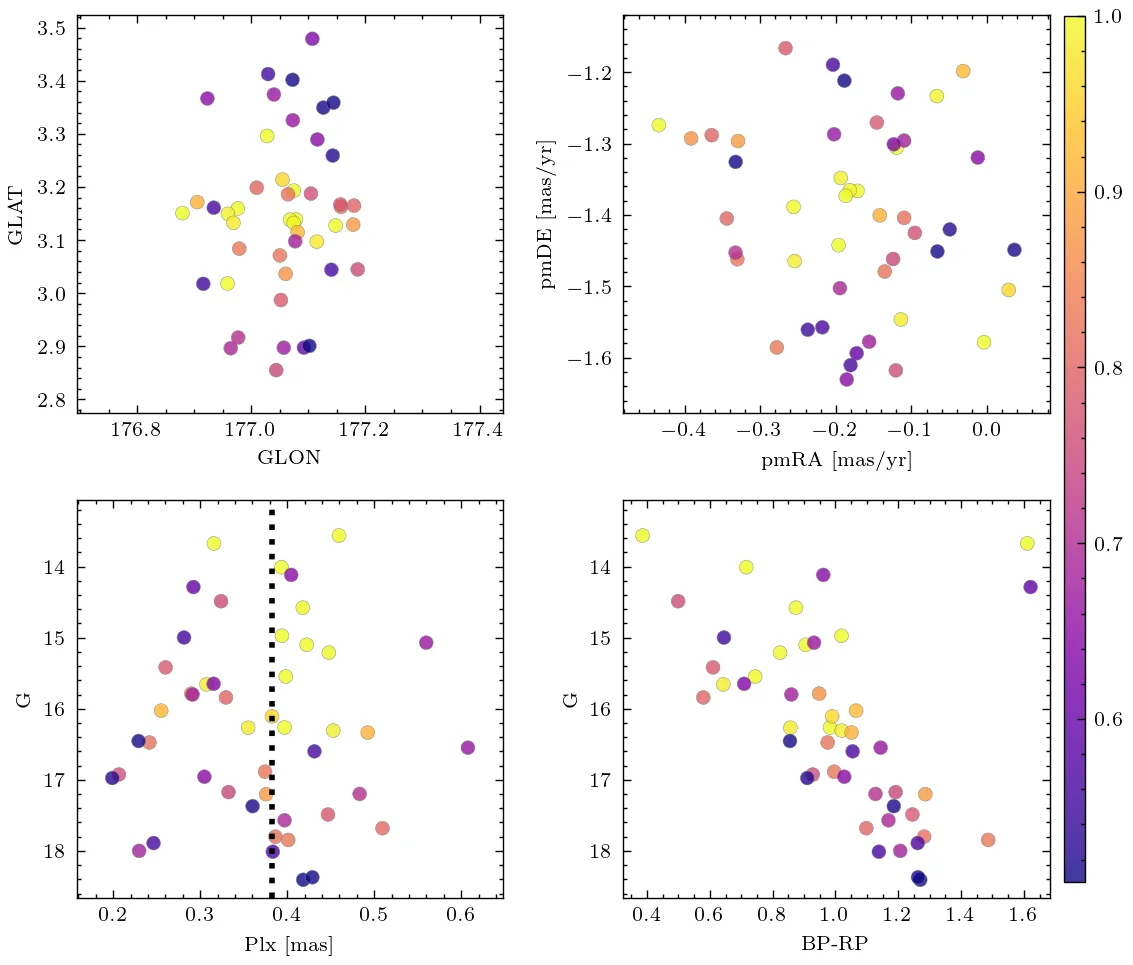 3.5
3.4
3.3
3.2
3.1
3.0
2.9
2.8
GLAT
176.8 177.0 177.2 177.4
GLON
−1.2
−1.3
−1.4
−1.5
−1.6
pmDE [mas/yr]
−0.4 −0.3 −0.2 −0.1 0.0
pmRA [mas/yr]
1.0
0.9
0.8
0.7
0.6
14
15
16
17
18
G
0.2 0.3 0.4 0.5 0.6
Plx [mas]
14
15
16
17
18
G
0.4 0.6 0.8 1.0 1.2 1.4 1.6
BP-RP